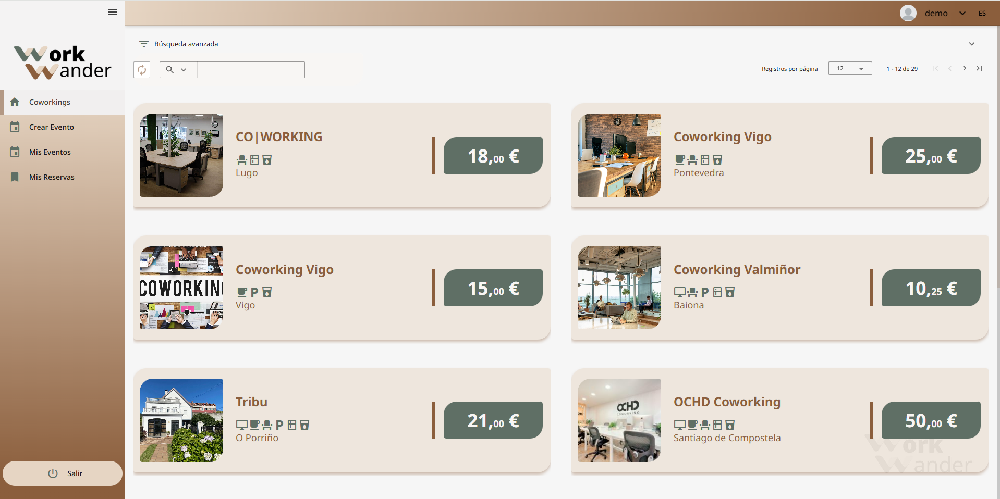 demo
ES
Work
Wander
Coworkings
Crear Evento
Mis Eventos
Mis Reservas
Salir
Búsqueda avanzada
Registros por página
12
1 - 12 de 29
CO|WORKING
Lugo
18,00 €
Coworking Vigo
Pontevedra
25,00 €
COWORKIN
Coworking Vigo
P
Vigo
15,00 €
Coworking Valmiñor
P
Baiona
10,25 €
Tribu
P
O Porriño
21,00 €
OCHD
COWORKING
OCHD Coworking
Santiago de Compostela
50,00 €
Work
Wander